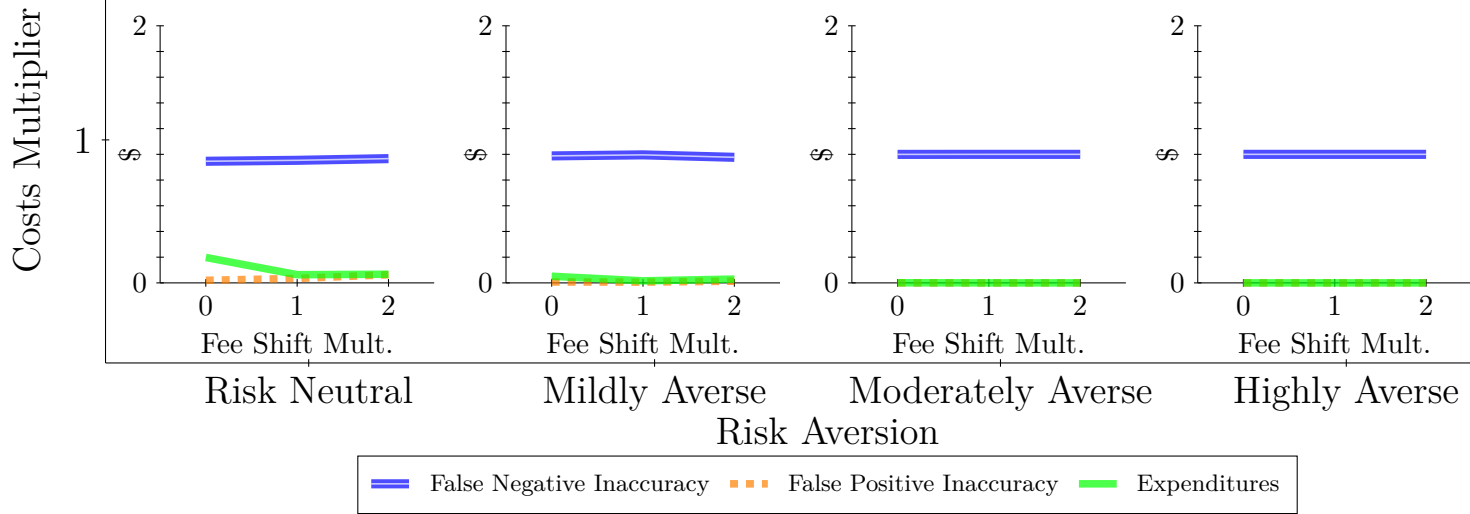 Costs Multiplier
1
2
$
0
0 1 2
Fee Shift Mult.
2
$
0
0 1 2
Fee Shift Mult.
2
$
0
0 1 2
Fee Shift Mult.
2
$
0
0 1 2
Fee Shift Mult.
Risk Neutral
Mildly Averse
Moderately Averse
Highly Averse
Risk Aversion
False Negative Inaccuracy
False Positive Inaccuracy
Expenditures